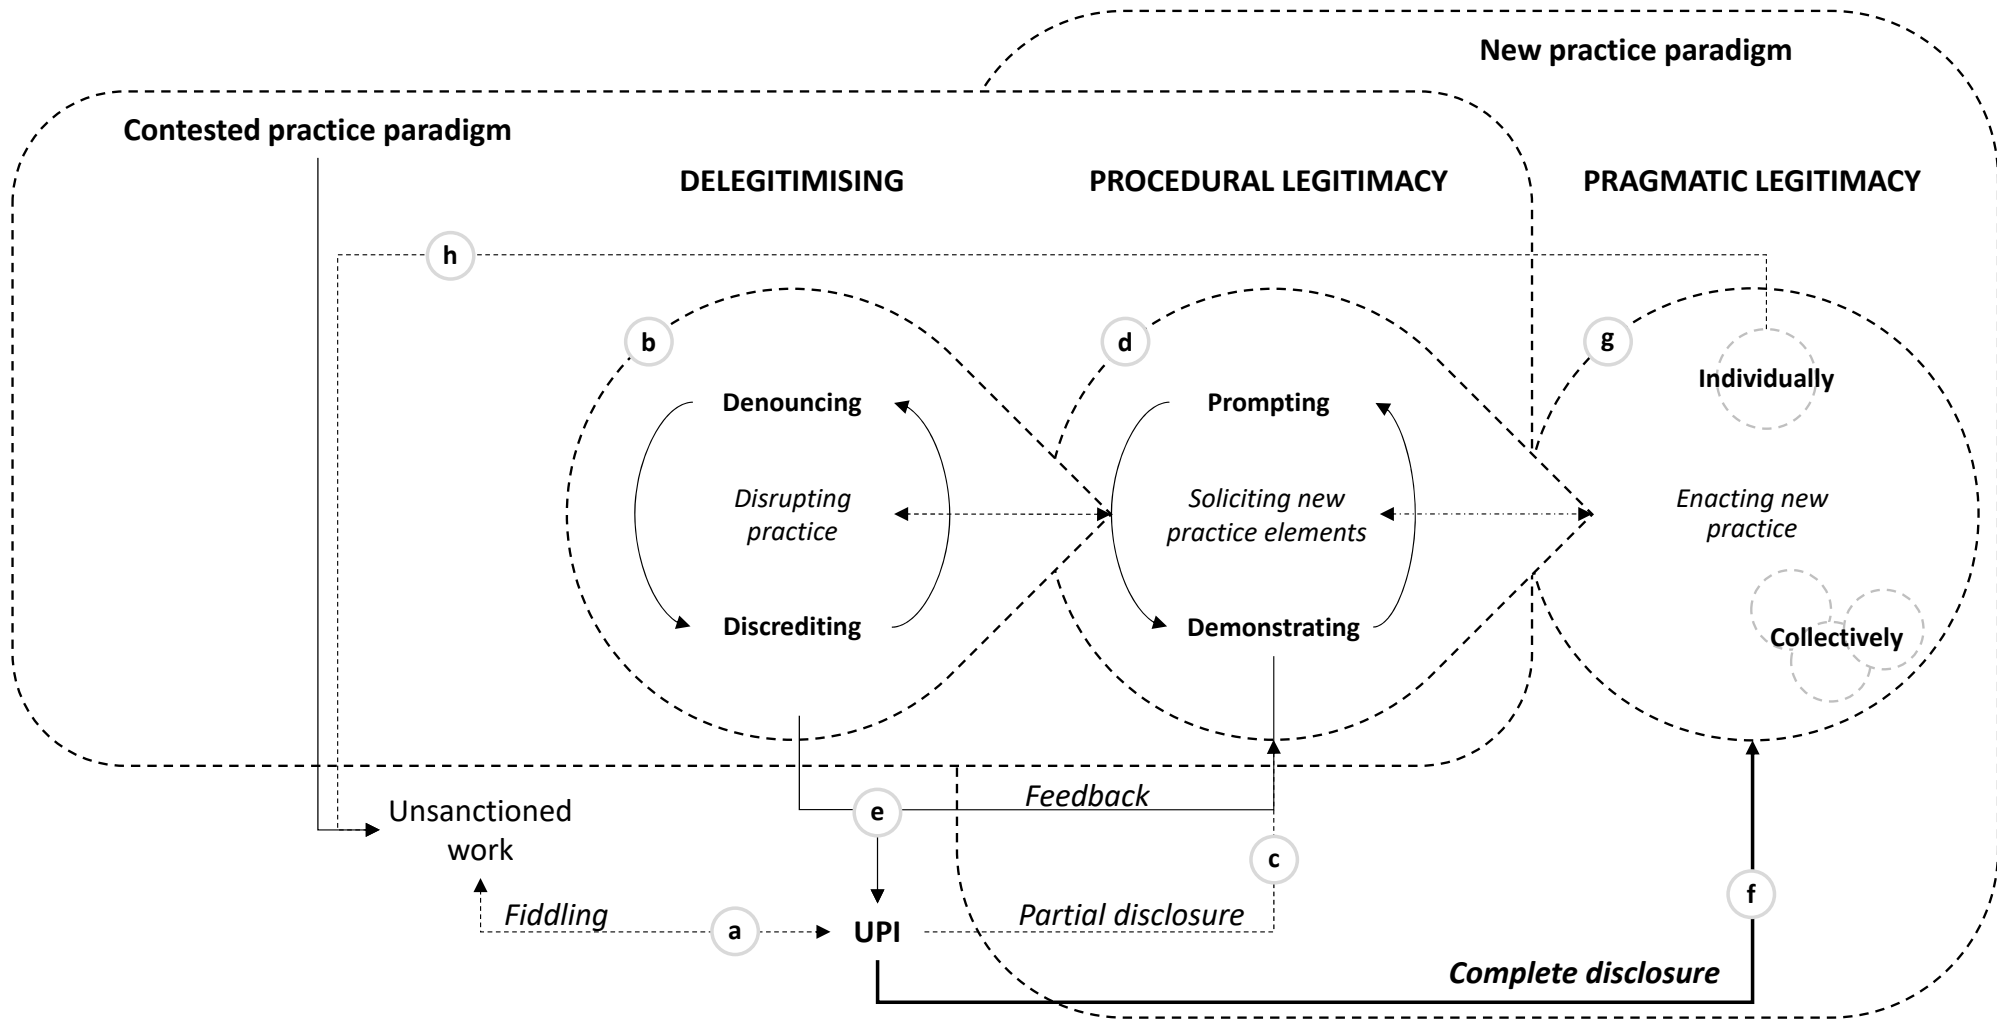 New practice paradigm
Contested practice paradigm
DELEGITIMISING
PROCEDURAL LEGITIMACY
PRAGMATIC LEGITIMACY
h
b
d
g
Denouncing
Prompting
Individually
Disrupting
practice
Soliciting new
practice elements
Enacting new
practice
Discrediting
Demonstrating
Collectively
Unsanctioned
work
e
Feedback
c
f
Fiddling
a
UPI
Partial disclosure
Complete disclosure